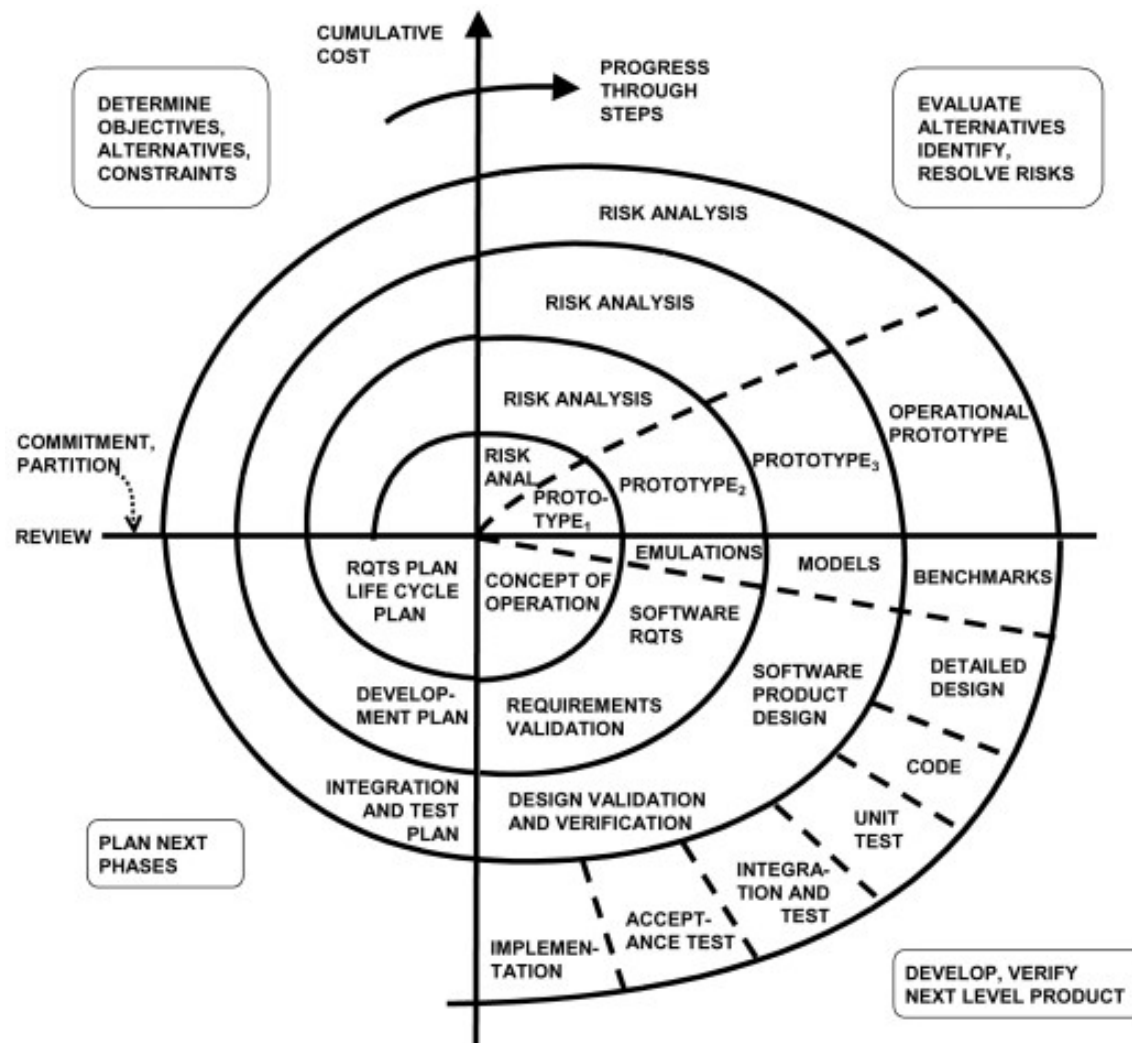 CUMULATIVE
COST
PROGRESS
THROUGH
STEPS
DETERMINE
OBJECTIVES,
ALTERNATIVES,
CONSTRAINTS
EVALUATE
ALTERNATIVES
IDENTIFY,
RESOLVE RISKS
RISK ANALYSIS
RISK ANALYSIS
RISK ANALYSIS
RISK
ANAL.
OPERATIONAL
PROTOTYPE
PROTOTYPE₃
PROTOTYPE₂
PROTO-
TYPE₁
COMMITMENT,
PARTITION
REVIEW
EMULATIONS
MODELS
BENCHMARKS
RQTS PLAN
LIFE CYCLE
PLAN
CONCEPT OF
OPERATION
SOFTWARE
RQTS
SOFTWARE
PRODUCT
DESIGN
DETAILED
DESIGN
DEVELOP-
MENT PLAN
REQUIREMENTS
VALIDATION
CODE
INTEGRATION
AND TEST
PLAN
DESIGN VALIDATION
AND VERIFICATION
UNIT
TEST
PLAN NEXT
PHASES
INTEGRA-
TION AND
TEST
ACCEPT-
ANCE TEST
IMPLEMEN-
TATION
DEVELOP, VERIFY
NEXT LEVEL PRODUCT